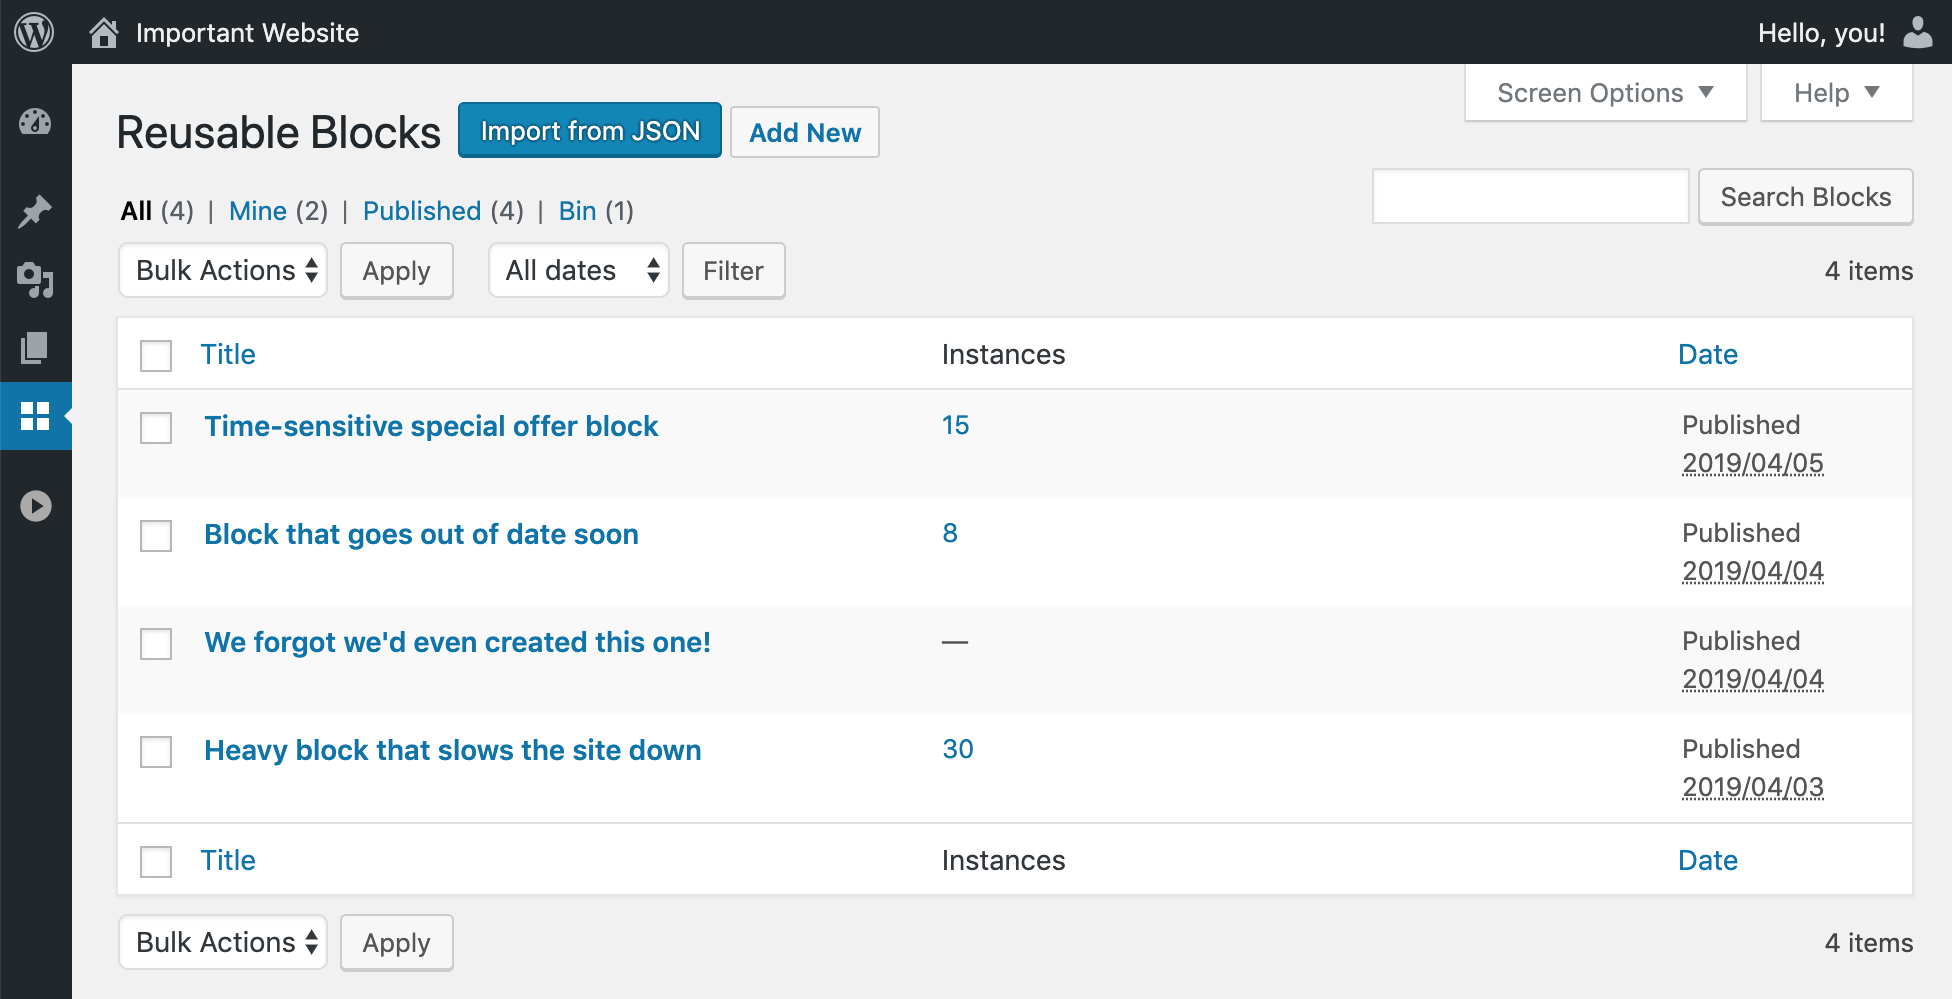 Important Website
Hello, you!
Screen Options
Help
Reusable Blocks
Import from JSON
Add New
All (4) | Mine (2) | Published (4) | Bin (1)
Search Blocks
Bulk Actions
Apply
All dates
Filter
4 items
Title
Instances
Date
Time-sensitive special offer block
15
Published
2019/04/05
Block that goes out of date soon
8
Published
2019/04/04
We forgot we'd even created this one!
—
Published
2019/04/04
Heavy block that slows the site down
30
Published
2019/04/03
Title
Instances
Date
Bulk Actions
Apply
4 items